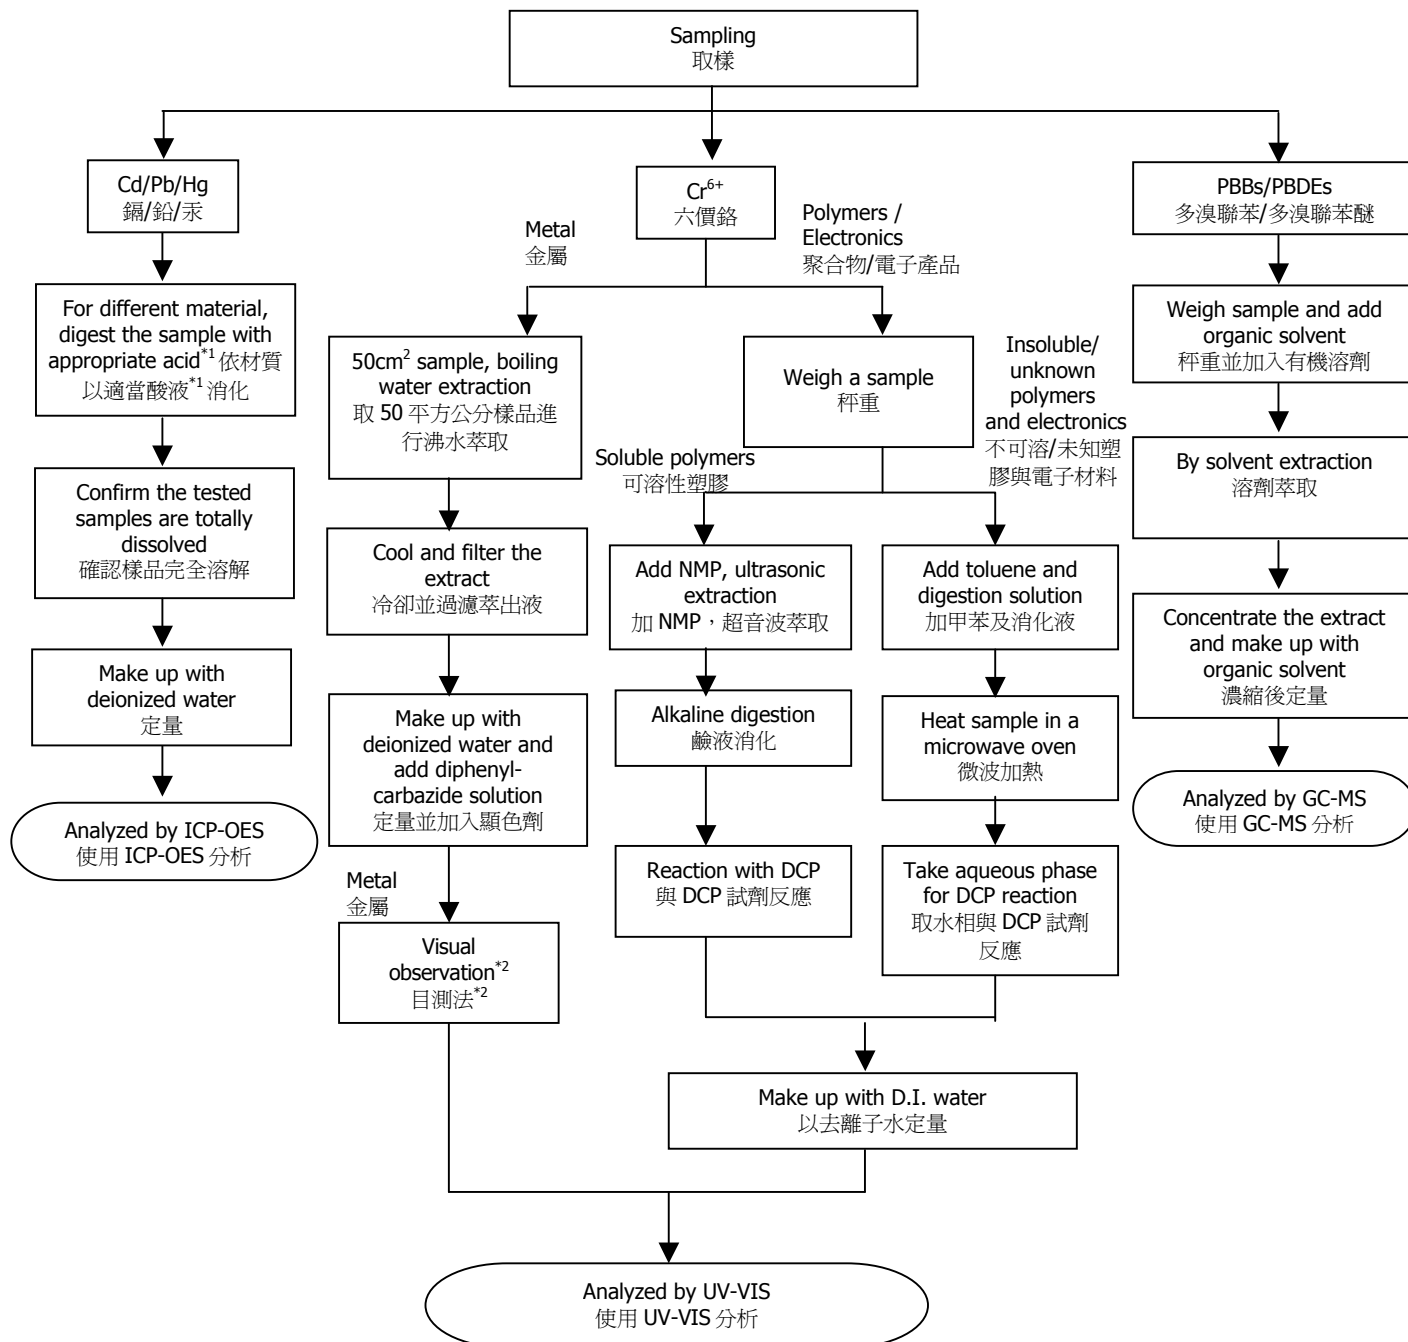 Sampling
取樣
Cd/Pb/Hg
鎘/鉛/汞
For different material,
digest the sample with
appropriate acid*1 依材質
以適當酸液*1 消化
Confirm the tested
samples are totally
dissolved
確認樣品完全溶解
Make up with
deionized water
定量
Analyzed by ICP-OES
使用 ICP-OES 分析
Cr6+
六價鉻
Metal
金屬
Polymers /
Electronics
聚合物/電子產品
50cm2 sample, boiling
water extraction
取 50 平方公分樣品進
行沸水萃取
Cool and filter the
extract
冷卻並過濾萃出液
Make up with
deionized water and
add diphenyl-
carbazide solution
定量並加入顯色劑
Metal
金屬
Visual
observation*2
目測法*2
Weigh a sample
秤重
Soluble polymers
可溶性塑膠
Insoluble/
unknown
polymers
and electronics
不可溶/未知塑
膠與電子材料
Add NMP, ultrasonic
extraction
加 NMP，超音波萃取
Alkaline digestion
鹼液消化
Reaction with DCP
與 DCP 試劑反應
Add toluene and
digestion solution
加甲苯及消化液
Heat sample in a
microwave oven
微波加熱
Take aqueous phase
for DCP reaction
取水相與 DCP 試劑
反應
Make up with D.I. water
以去離子水定量
Analyzed by UV-VIS
使用 UV-VIS 分析
PBBs/PBDEs
多溴聯苯/多溴聯苯醚
Weigh sample and add
organic solvent
秤重並加入有機溶劑
By solvent extraction
溶劑萃取
Concentrate the extract
and make up with
organic solvent
濃縮後定量
Analyzed by GC-MS
使用 GC-MS 分析